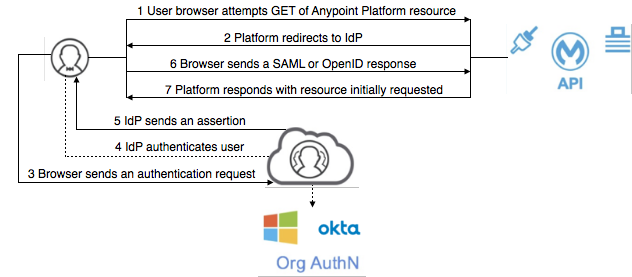 1 User browser attempts GET of Anypoint Platform resource
2 Platform redirects to IdP
6 Browser sends a SAML or OpenID response
7 Platform responds with resource initially requested
API
5 IdP sends an assertion
4 IdP authenticates user
3 Browser sends an authentication request
okta
Org AuthN